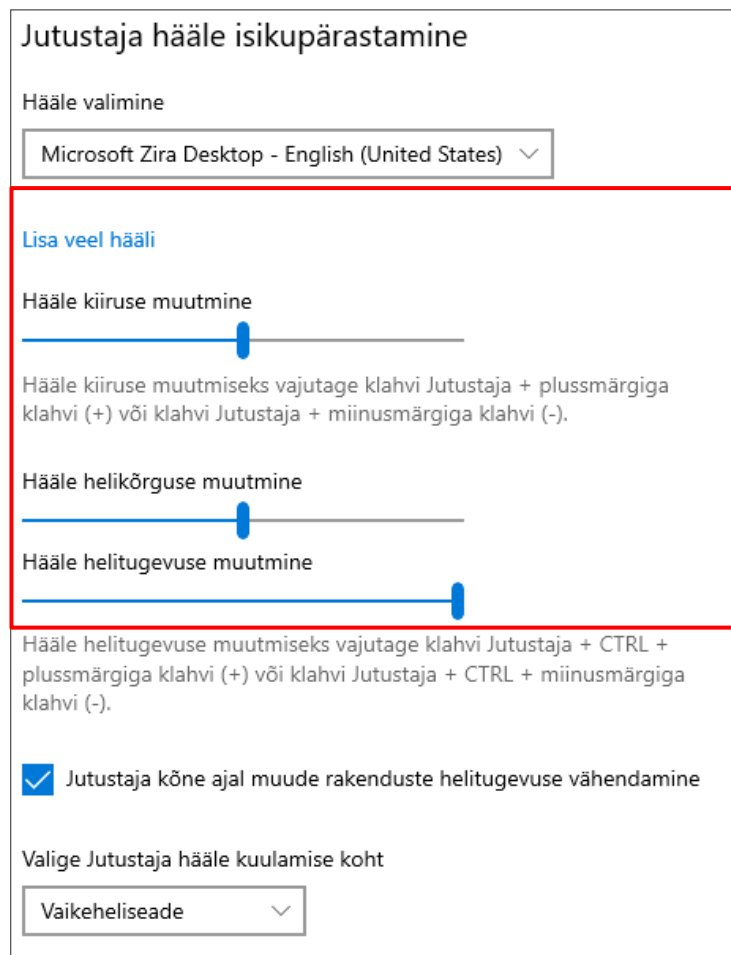 Jutustaja hääle isikupärastamine
Hääle valimine
Microsoft Zira Desktop - English (United States)
Lisa veel hääli
Hääle kiiruse muutmine
Hääle kiiruse muutmiseks vajutage klahvi Jutustaja + plussmärgiga
klahvi (+) või klahvi Jutustaja + miinusmärgiga klahvi (-).
Hääle helikõrguse muutmine
Hääle helitugevuse muutmine
Hääle helitugevuse muutmiseks vajutage klahvi Jutustaja + CTRL +
plussmärgiga klahvi (+) või klahvi Jutustaja + CTRL + miinusmärgiga
klahvi (-).
Jutustaja kõne ajal muude rakenduste helitugevuse vähendamine
Valige Jutustaja hääle kuulamise koht
Vaikeheliseade